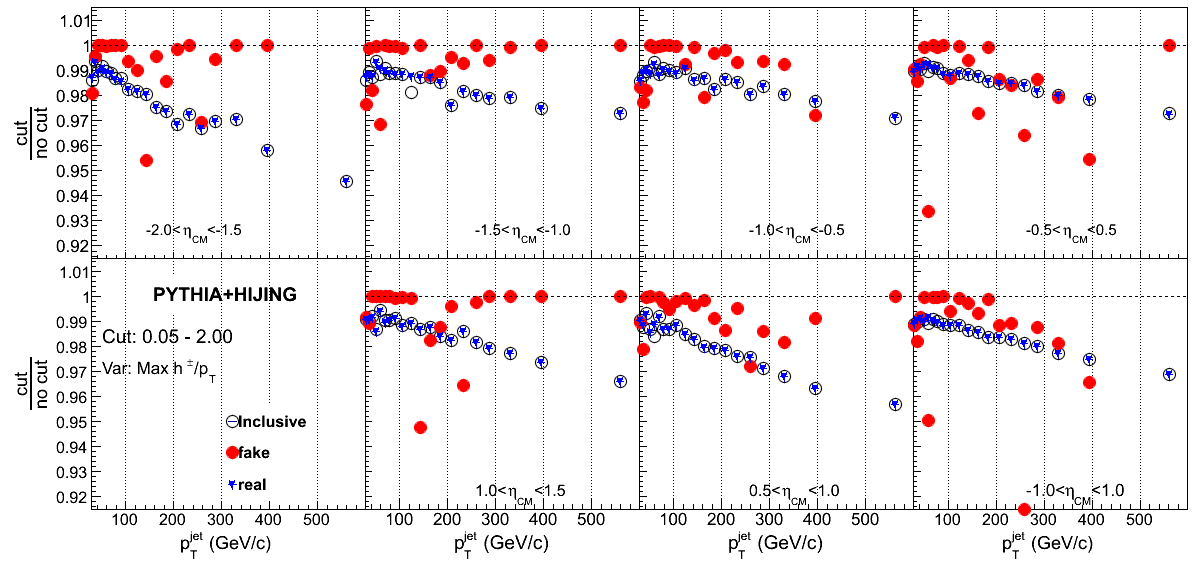 1.01
1
0.99
0.98
0.97
0.96
0.95
0.94
0.93
0.92
cut
no cut
-2.0<η_CM<-1.5
-1.5<η_CM<-1.0
-1.0<η_CM<-0.5
-0.5<η_CM<0.5
1.01
1
0.99
0.98
0.97
0.96
0.95
0.94
0.93
0.92
cut
no cut
PYTHIA+HIJING
Cut: 0.05 - 2.00
Var: Max h^±/p_T
Inclusive
fake
real
1.0<η_CM<1.5
0.5<η_CM<1.0
-1.0<η_CM<1.0
100 200 300 400 500 100 200 300 400 500 100 200 300 400 500 100 200 300 400 500
p_T^jet (GeV/c) p_T^jet (GeV/c) p_T^jet (GeV/c) p_T^jet (GeV/c)